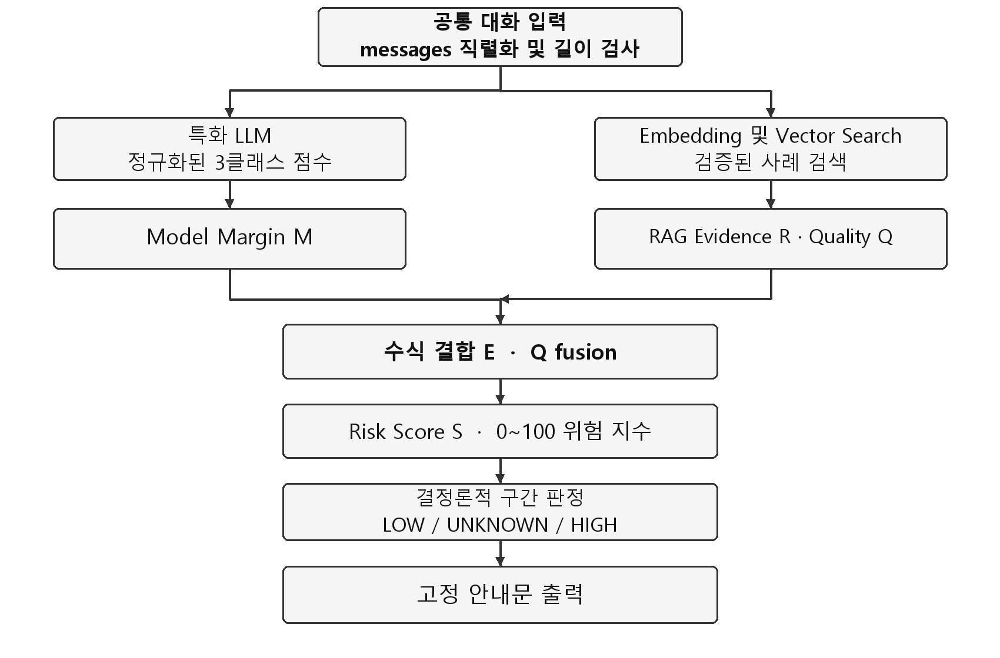 공통 대화 입력
messages 직렬화 및 길이 검사
특화 LLM
정규화된 3클래스 점수
Embedding 및 Vector Search
검증된 사례 검색
Model Margin M
RAG Evidence R · Quality Q
수식 결합 E · Q fusion
Risk Score S · 0~100 위험 지수
결정론적 구간 판정
LOW / UNKNOWN / HIGH
고정 안내문 출력